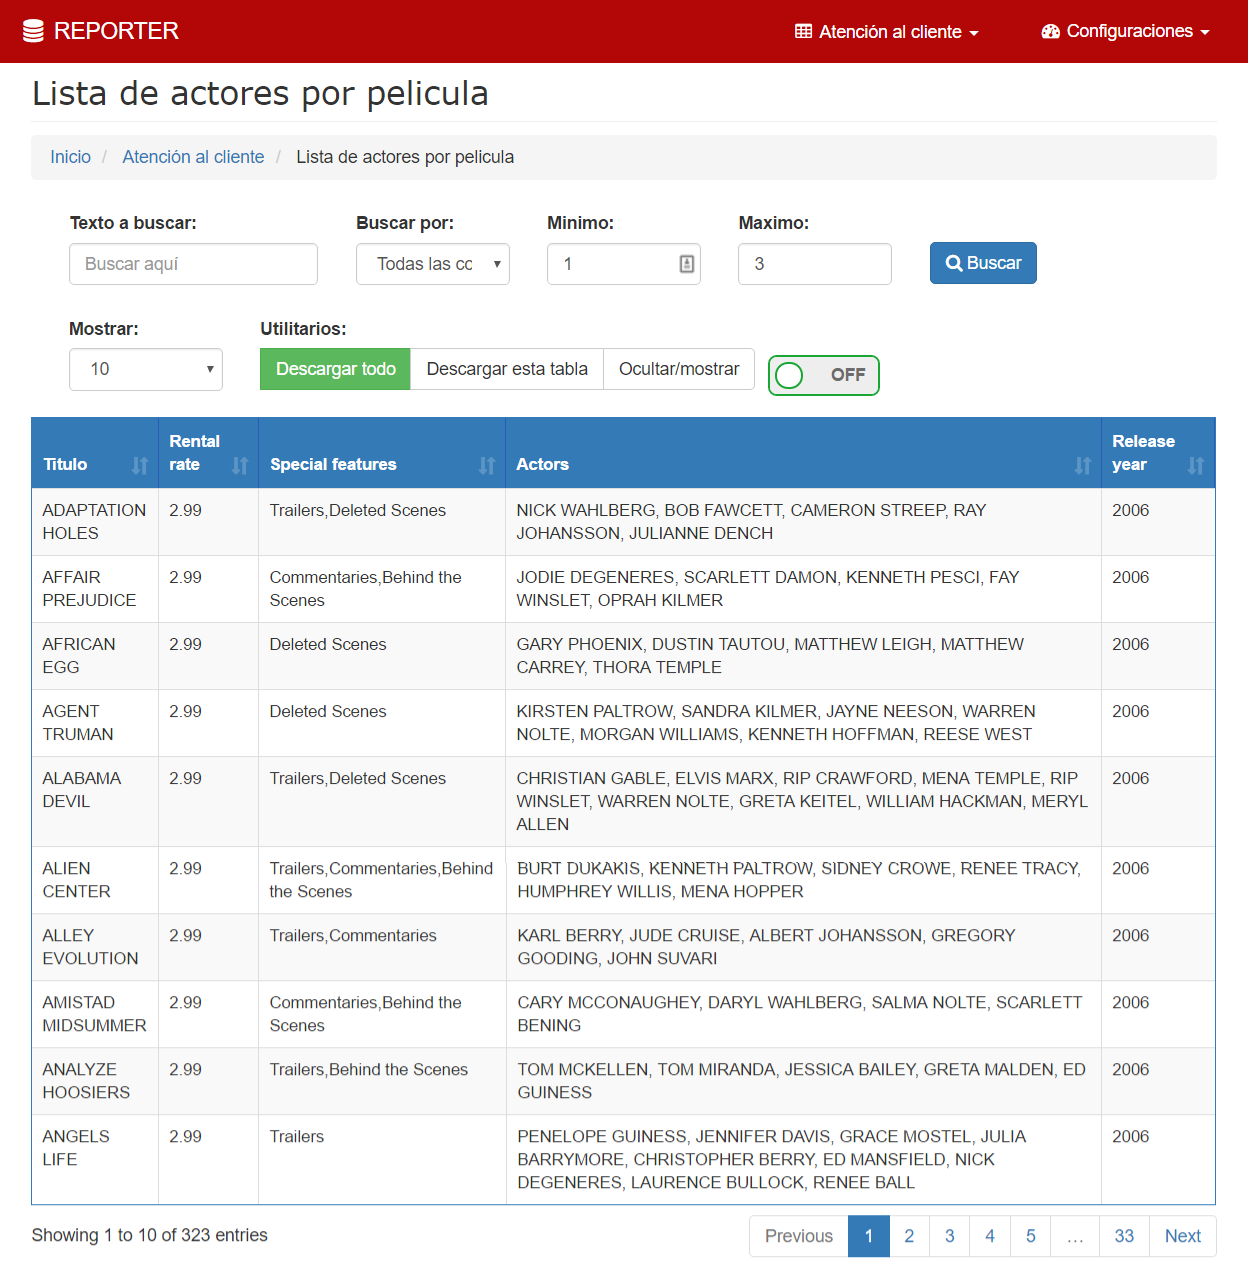 REPORTER
Atención al cliente
Configuraciones
Lista de actores por pelicula
Inicio / Atención al cliente / Lista de actores por pelicula
Texto a buscar:
Buscar por:
Minimo:
Maximo:
Buscar aquí
Todas las cc
1
3
Buscar
Mostrar:
Utilitarios:
10
Descargar todo
Descargar esta tabla
Ocultar/mostrar
OFF
Titulo
Rental
rate
Special features
Actors
Release
year
ADAPTATION
HOLES
2.99
Trailers,Deleted Scenes
NICK WAHLBERG, BOB FAWCETT, CAMERON STREEP, RAY
JOHANSSON, JULIANNE DENCH
2006
AFFAIR
PREJUDICE
2.99
Commentaries,Behind the
Scenes
JODIE DEGENERES, SCARLETT DAMON, KENNETH PESCI, FAY
WINSLET, OPRAH KILMER
2006
AFRICAN
EGG
2.99
Deleted Scenes
GARY PHOENIX, DUSTIN TAUTOU, MATTHEW LEIGH, MATTHEW
CARREY, THORA TEMPLE
2006
AGENT
TRUMAN
2.99
Deleted Scenes
KIRSTEN PALTROW, SANDRA KILMER, JAYNE NEESON, WARREN
NOLTE, MORGAN WILLIAMS, KENNETH HOFFMAN, REESE WEST
2006
ALABAMA
DEVIL
2.99
Trailers,Deleted Scenes
CHRISTIAN GABLE, ELVIS MARX, RIP CRAWFORD, MENA TEMPLE, RIP
WINSLET, WARREN NOLTE, GRETA KEITEL, WILLIAM HACKMAN, MERYL
ALLEN
2006
ALIEN
CENTER
2.99
Trailers,Commentaries,Behind
the Scenes
BURT DUKAKIS, KENNETH PALTROW, SIDNEY CROWE, RENEE TRACY,
HUMPHREY WILLIS, MENA HOPPER
2006
ALLEY
EVOLUTION
2.99
Trailers,Commentaries
KARL BERRY, JUDE CRUISE, ALBERT JOHANSSON, GREGORY
GOODING, JOHN SUVARI
2006
AMISTAD
MIDSUMMER
2.99
Commentaries,Behind the
Scenes
CARY MCCONAUGHEY, DARYL WAHLBERG, SALMA NOLTE, SCARLETT
BENING
2006
ANALYZE
HOOSIERS
2.99
Trailers,Behind the Scenes
TOM MCKELLEN, TOM MIRANDA, JESSICA BAILEY, GRETA MALDEN, ED
GUINESS
2006
ANGELS
LIFE
2.99
Trailers
PENELOPE GUINESS, JENNIFER DAVIS, GRACE MOSTEL, JULIA
BARRYMORE, CHRISTOPHER BERRY, ED MANSFIELD, NICK
DEGENERES, LAURENCE BULLOCK, RENEE BALL
2006
Showing 1 to 10 of 323 entries
Previous 1 2 3 4 5 … 33 Next